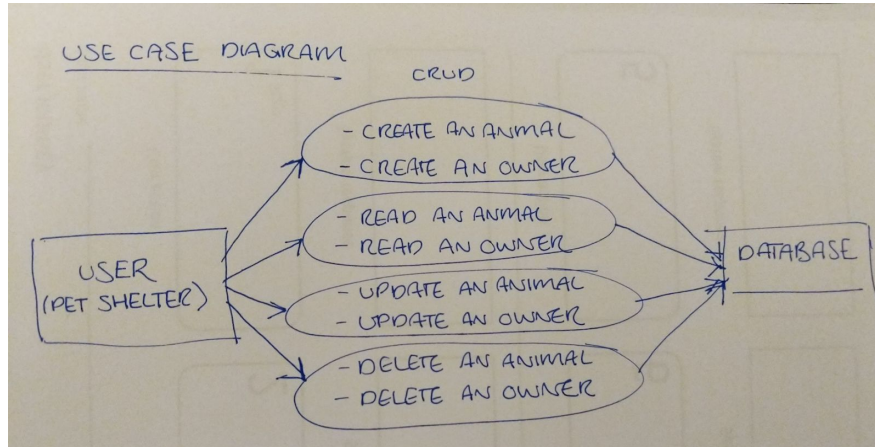 USE CASE DIAGRAM
CRUD
- CREATE AN ANIMAL
- CREATE AN OWNER
- READ AN ANIMAL
- READ AN OWNER
USER
(PET SHELTER)
DATABASE
- UPDATE AN ANIMAL
- UPDATE AN OWNER
- DELETE AN ANIMAL
- DELETE AN OWNER